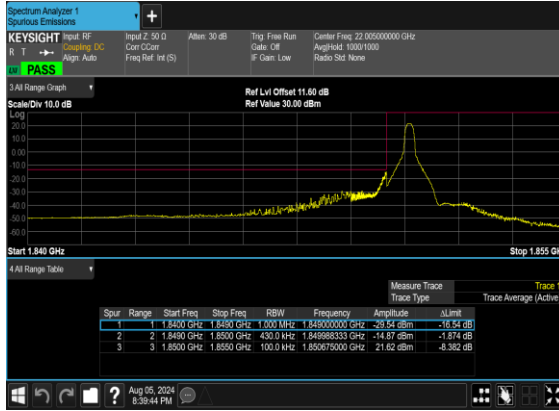 Spectrum Analyzer 1
Spurious Emissions
KEYSIGHT Input: RF Input Z: 50 Ω Atten: 30 dB Trig: Free Run Center Freq: 22.005000000 GHz
R T Coupling: DC Corr CCorr Gate: Off Avg|Hold: 1000/1000
Align: Auto Freq Ref: Int (S) IF Gain: Low Radio Std: None
PASS
3 All Range Graph
Ref Lvl Offset 11.60 dB
Scale/Div 10.0 dB Ref Value 30.00 dBm
Log
20.0
10.0
0.00
-10.0
-20.0
-30.0
-40.0
-50.0
-60.0
Start 1.840 GHz Stop 1.855 GH
4 All Range Table
Measure Trace Trace 1
Trace Type Trace Average (Active
Spur Range Start Freq Stop Freq RBW Frequency Amplitude ΔLimit
1 1 1.8400 GHz 1.8490 GHz 1.000 MHz 1.849000000 GHz -29.54 dBm -16.54 dB
2 2 1.8490 GHz 1.8500 GHz 430.0 kHz 1.849988333 GHz -14.87 dBm -1.874 dB
3 3 1.8500 GHz 1.8550 GHz 100.0 kHz 1.850675000 GHz 21.62 dBm -8.382 dB
Aug 05, 2024
8:39:44 PM